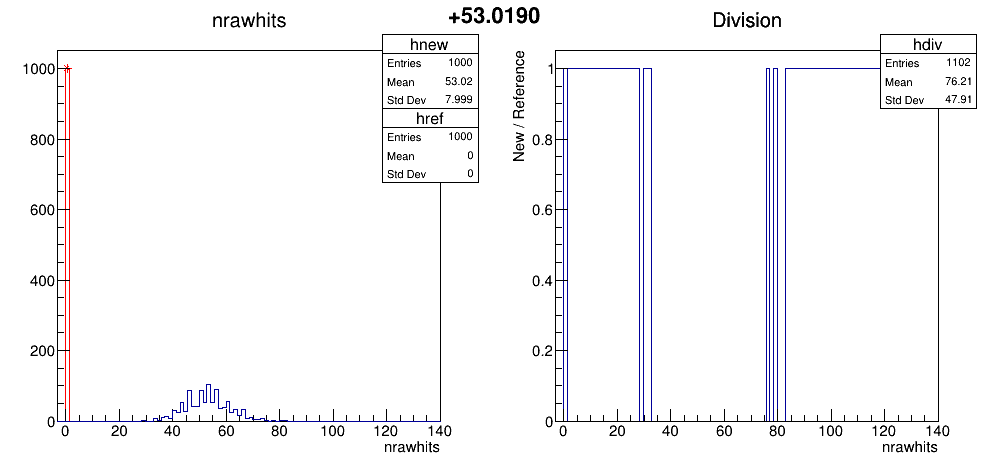 +53.0190
nrawhits
hnew
Entries 1000
Mean 53.02
Std Dev 7.999
href
Entries 1000
Mean 0
Std Dev 0
1000
800
600
400
200
0
0 20 40 60 80 100 120 140
nrawhits
Division
hdiv
Entries 1102
Mean 76.21
Std Dev 47.91
New / Reference
1
0.8
0.6
0.4
0.2
0
0 20 40 60 80 100 120 140
nrawhits